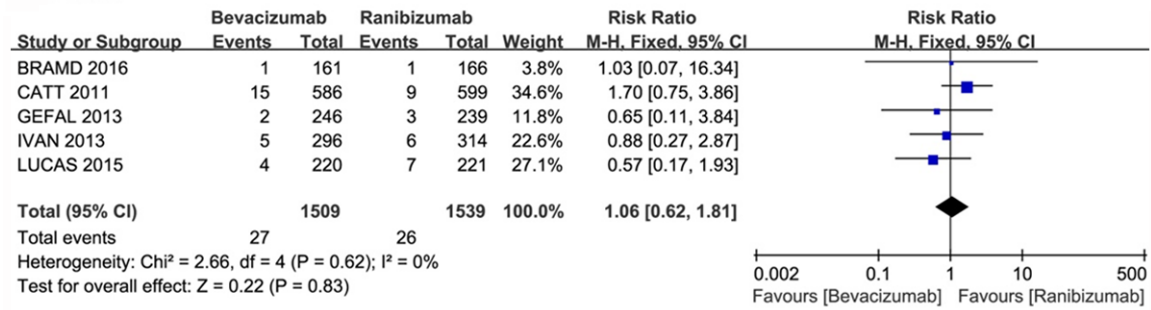 Bevacizumab Ranibizumab Risk Ratio Risk Ratio
Study or Subgroup Events Total Events Total Weight M-H, Fixed, 95% CI M-H, Fixed, 95% CI
BRAMD 2016 1 161 1 166 3.8% 1.03 [0.07, 16.34]
CATT 2011 15 586 9 599 34.6% 1.70 [0.75, 3.86]
GEFAL 2013 2 246 3 239 11.8% 0.65 [0.11, 3.84]
IVAN 2013 5 296 6 314 22.6% 0.88 [0.27, 2.87]
LUCAS 2015 4 220 7 221 27.1% 0.57 [0.17, 1.93]
Total (95% CI) 1509 1539 100.0% 1.06 [0.62, 1.81]
Total events 27 26
Heterogeneity: Chi² = 2.66, df = 4 (P = 0.62); I² = 0%
Test for overall effect: Z = 0.22 (P = 0.83)
0.002 0.1 1 10 500
Favours [Bevacizumab] Favours [Ranibizumab]